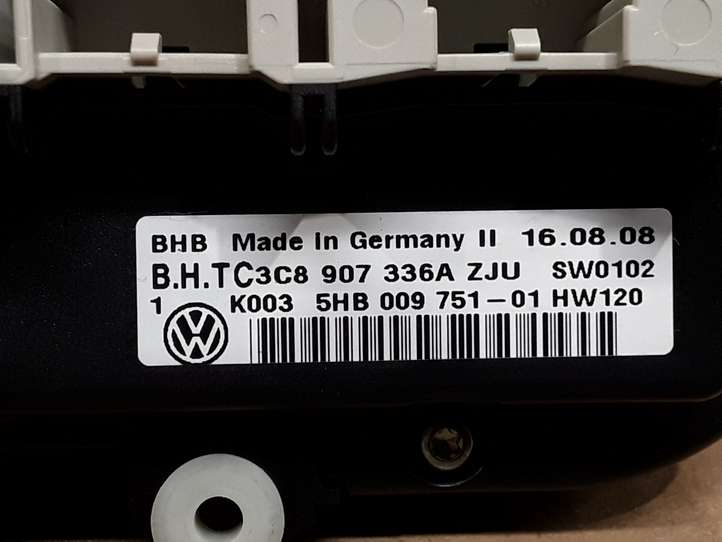 BHB Made In Germany II 16.08.08
B.H.TC3C8 907 336A ZJU SW0102
1 K003 5HB 009 751-01 HW120